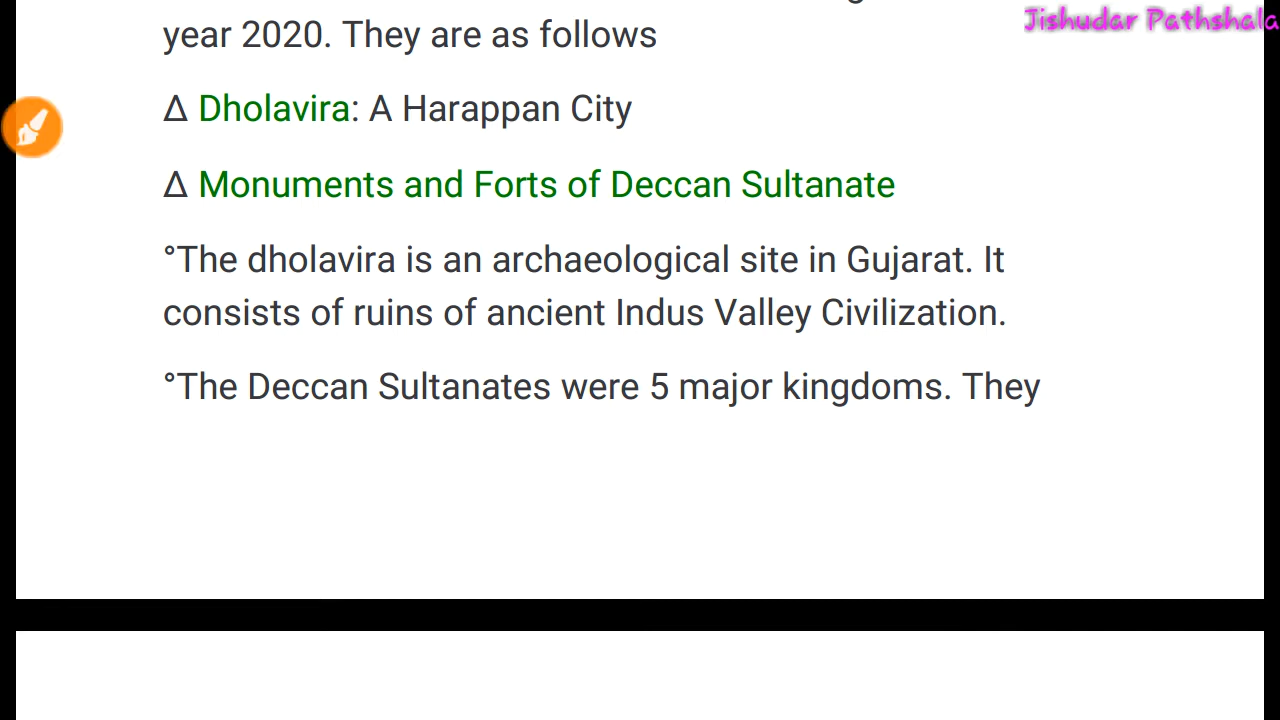 Jishudar Pathshala
year 2020. They are as follows
Δ Dholavira: A Harappan City
Δ Monuments and Forts of Deccan Sultanate
°The dholavira is an archaeological site in Gujarat. It
consists of ruins of ancient Indus Valley Civilization.
°The Deccan Sultanates were 5 major kingdoms. They